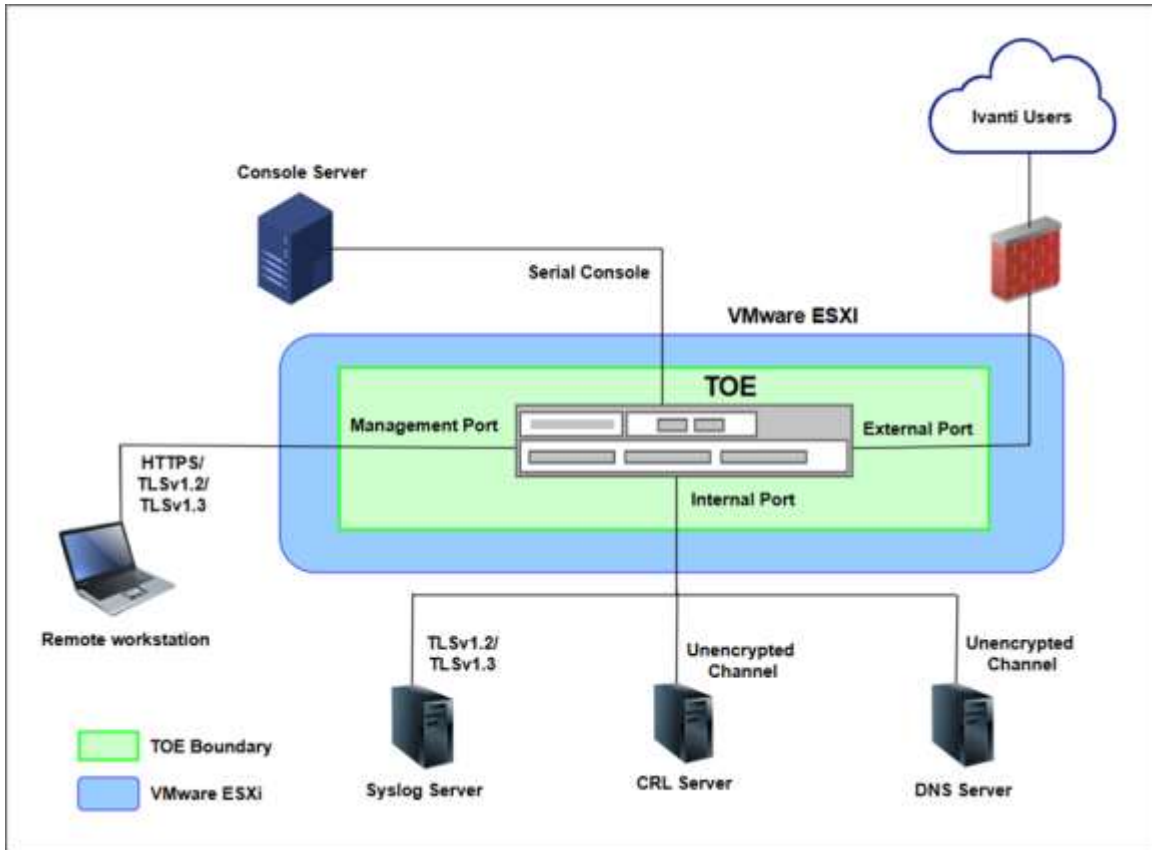 Ivanti Users
Console Server
Serial Console
VMware ESXI
TOE
Management Port
External Port
HTTPS/
TLSv1.2/
TLSv1.3
Internal Port
Remote workstation
TLSv1.2/
TLSv1.3
Unencrypted
Channel
Unencrypted
Channel
TOE Boundary
VMware ESXi
Syslog Server
CRL Server
DNS Server